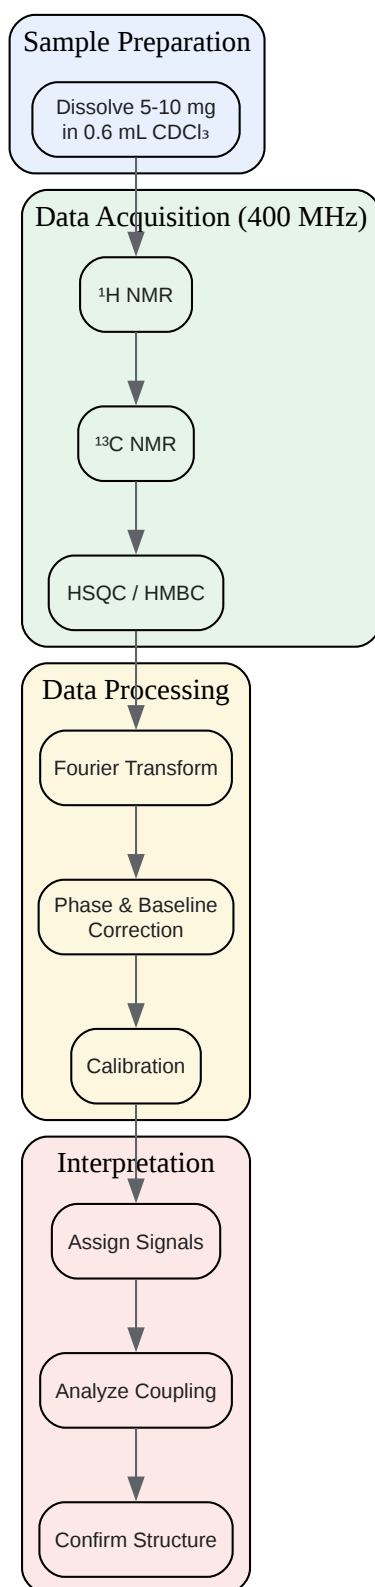 Sample Preparation
Dissolve 5-10 mg
in 0.6 mL CDCl₃
Data Acquisition (400 MHz)
¹H NMR
¹³C NMR
HSQC / HMBC
Data Processing
Fourier Transform
Phase & Baseline
Correction
Calibration
Interpretation
Assign Signals
Analyze Coupling
Confirm Structure